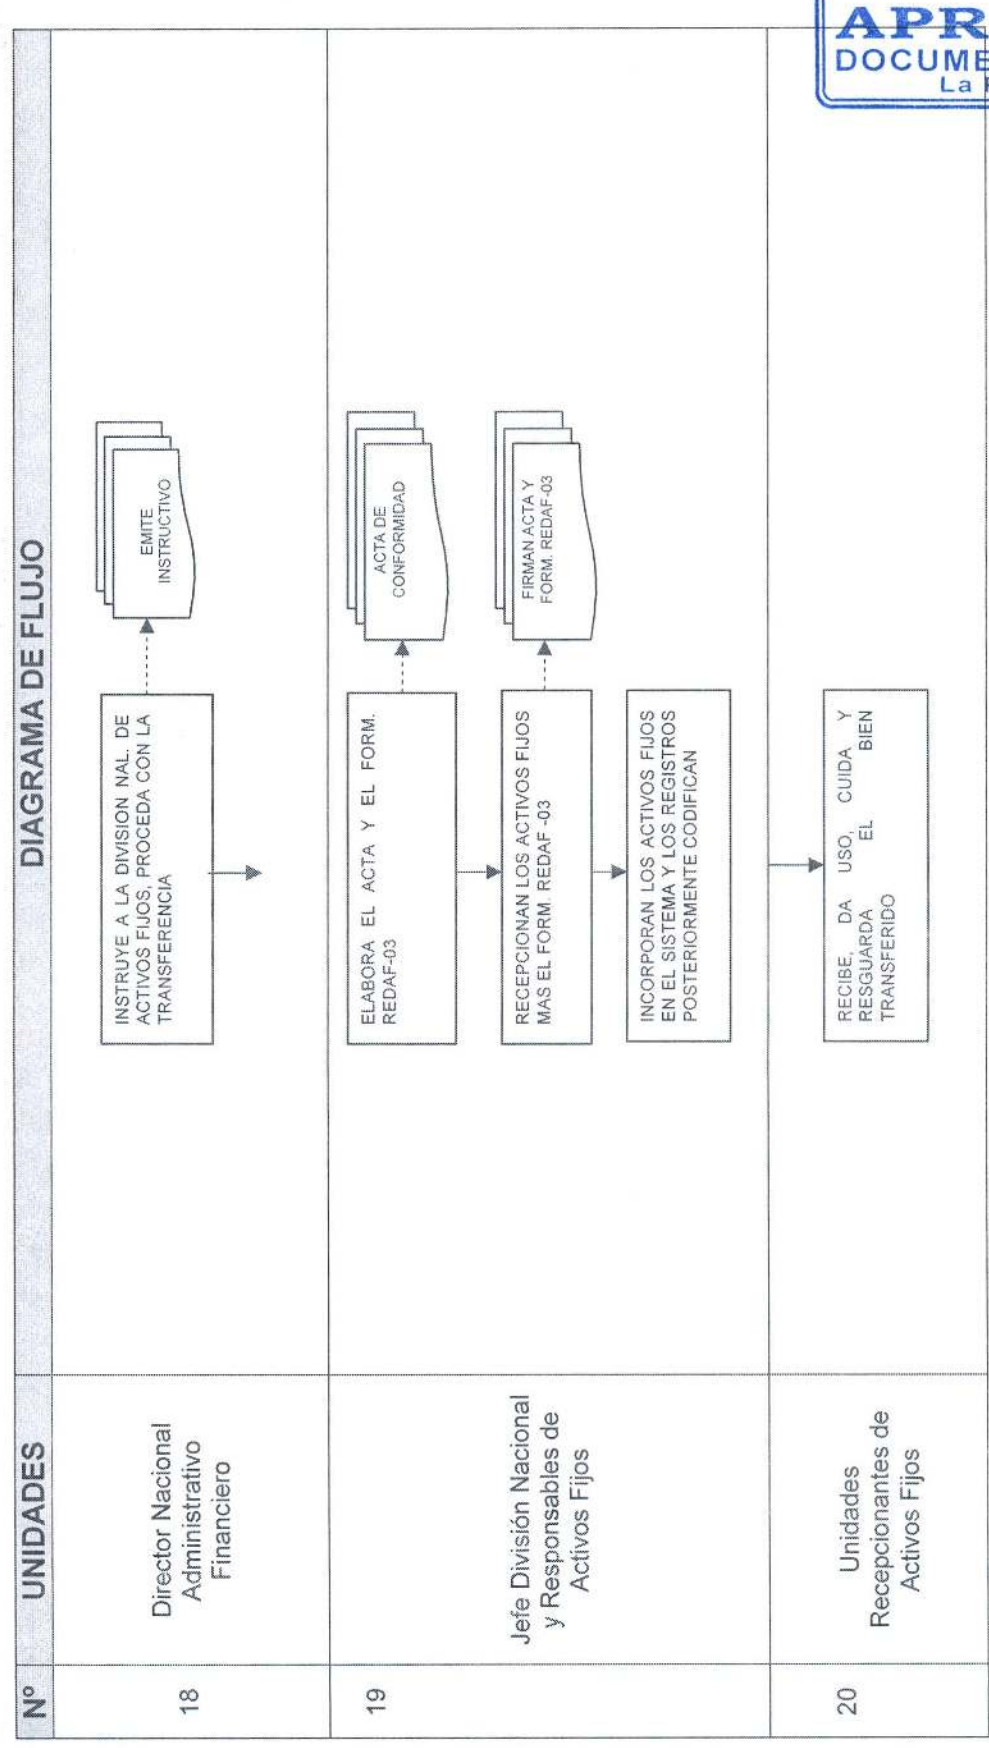 Nº UNIDADES DIAGRAMA DE FLUJO
18
Director Nacional
Administrativo
Financiero
INSTRUYE A LA DIVISION NAL. DE
ACTIVOS FIJOS, PROCEDA CON LA
TRANSFERENCIA
EMITE
INSTRUCTIVO
19
Jefe División Nacional
y Responsables de
Activos Fijos
ELABORA EL ACTA Y EL FORM.
REDAF-03
ACTA DE
CONFORMIDAD
RECEPCIONAN LOS ACTIVOS FIJOS
MAS EL FORM. REDAF -03
FIRMAN ACTA Y
FORM. REDAF-03
INCORPORAN LOS ACTIVOS FIJOS
EN EL SISTEMA Y LOS REGISTROS
POSTERIORMENTE CODIFICAN
20
Unidades
Recepcionantes de
Activos Fijos
RECIBE, DA USO, CUIDA Y
RESGUARDA EL BIEN
TRANSFERIDO
APR
DOCUME
La